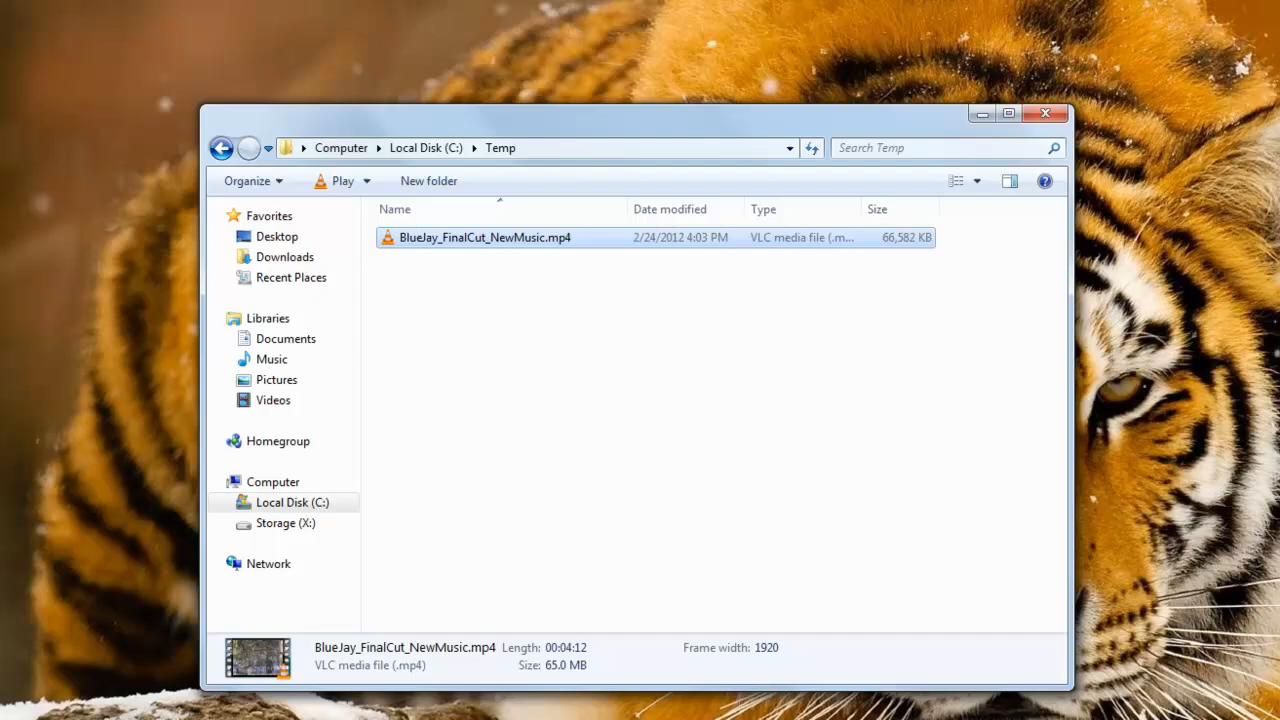 Computer Local Disk (C:) Temp
Search Temp
Organize Play New folder
Favorites
Desktop
Downloads
Recent Places
Libraries
Documents
Music
Pictures
Videos
Homegroup
Computer
Local Disk (C:)
Storage (X:)
Network
Name Date modified Type Size
BlueJay_FinalCut_NewMusic.mp4 2/24/2012 4:03 PM VLC media file (.m... 66,582 KB
BlueJay_FinalCut_NewMusic.mp4 Length: 00:04:12 Frame width: 1920
VLC media file (.mp4) Size: 65.0 MB